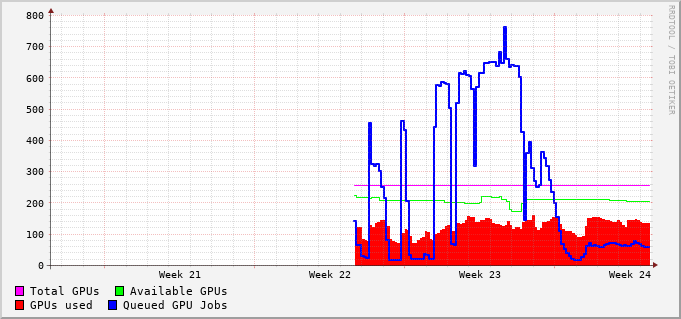 800
700
600
500
400
300
200
100
0
Week 21 Week 22 Week 23 Week 24
Total GPUs Available GPUs
GPUs used Queued GPU Jobs
RRDTOOL / TOBI OETIKER